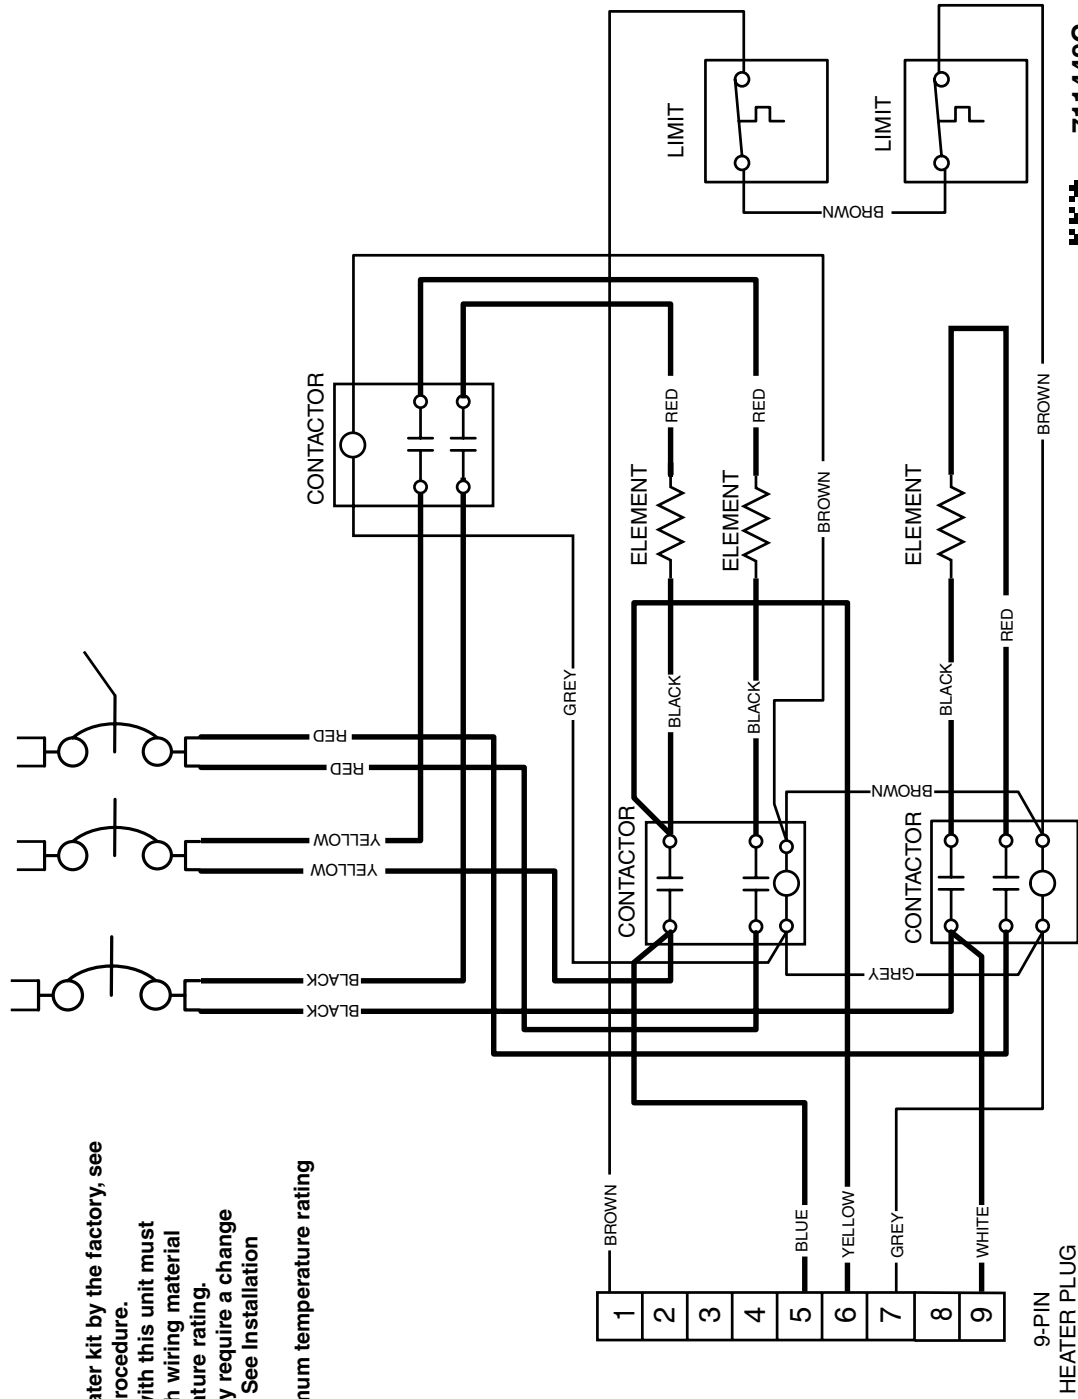 ater kit by the factory, see
rocedure.
with this unit must
h wiring material
ature rating.
y require a change
See Installation
num temperature rating
RED
RED
YELLOW
YELLOW
BLACK
BLACK
CONTACTOR
GREY
CONTACTOR
ELEMENT
BLACK
RED
ELEMENT
BLACK
RED
BROWN
LIMIT
BROWN
LIMIT
CONTACTOR
GREY
BROWN
ELEMENT
BLACK
RED
BROWN
1
BROWN
2
3
4
5
BLUE
6
YELLOW
7
GREY
8
9
WHITE
9-PIN
HEATER PLUG